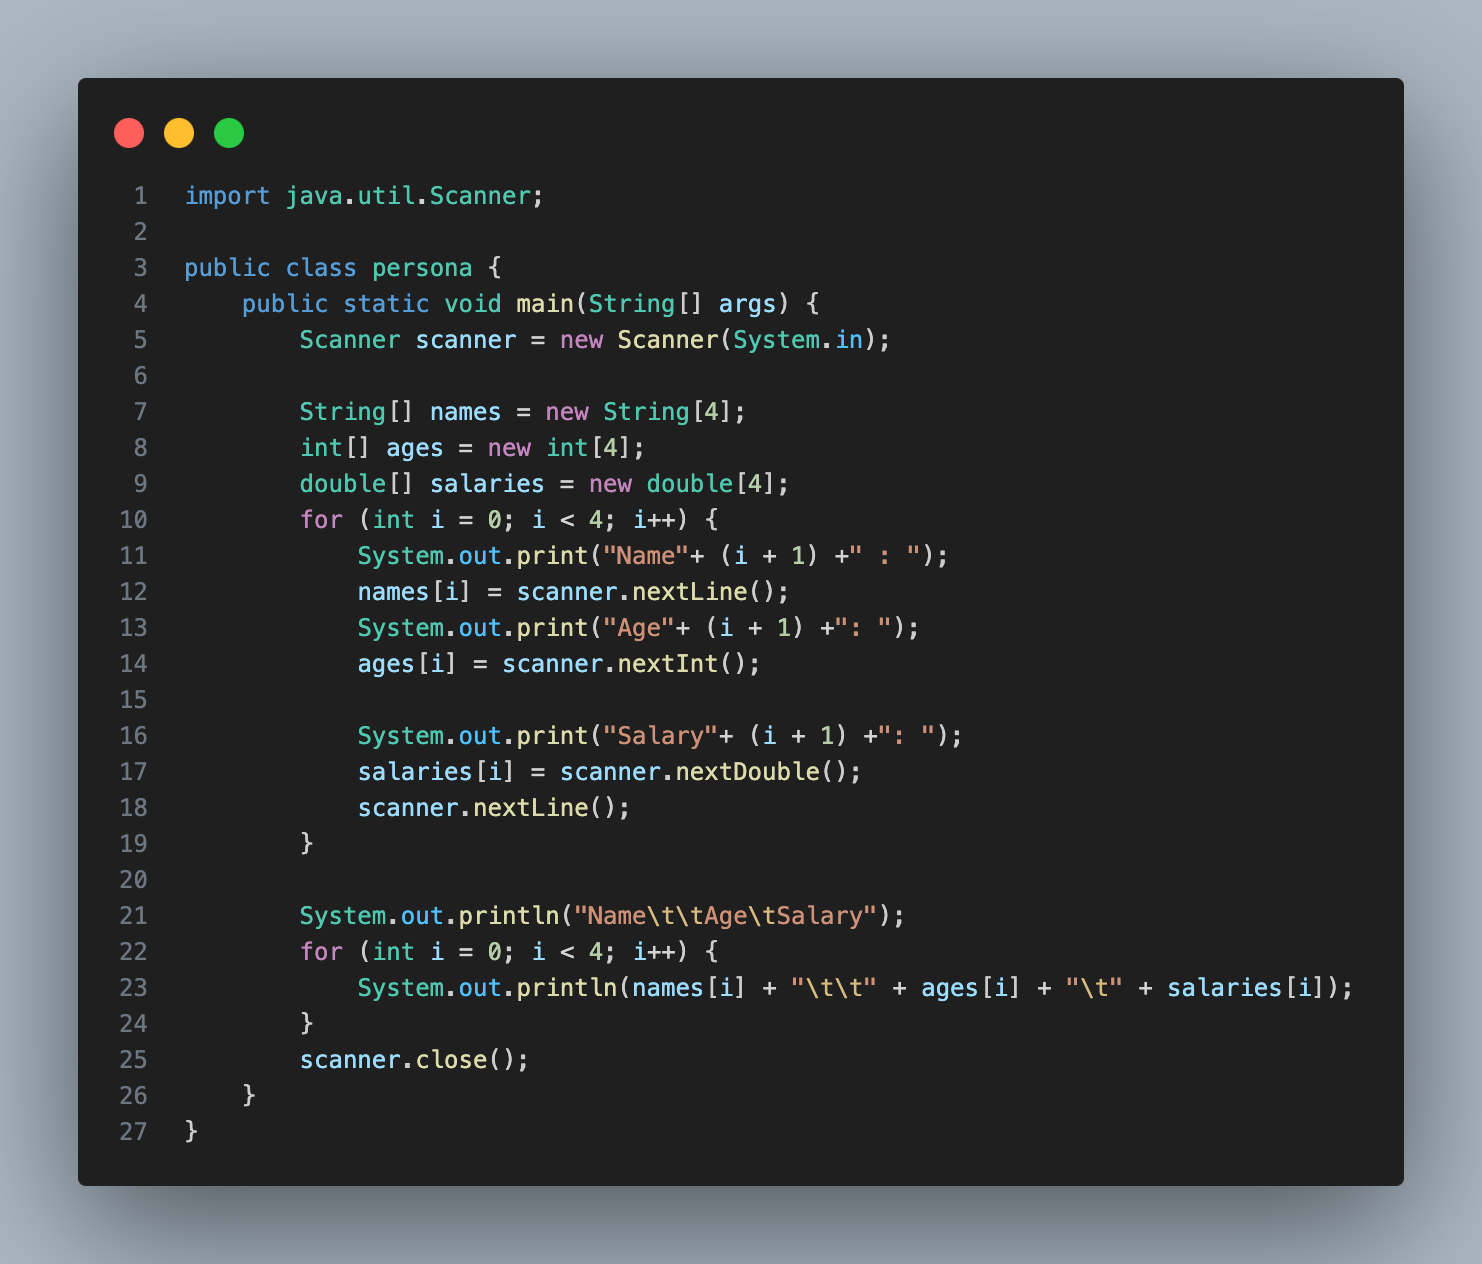 1 import java.util.Scanner;
2
3 public class persona {
4     public static void main(String[] args) {
5         Scanner scanner = new Scanner(System.in);
6
7         String[] names = new String[4];
8         int[] ages = new int[4];
9         double[] salaries = new double[4];
10         for (int i = 0; i < 4; i++) {
11             System.out.print("Name"+ (i + 1) +" : ");
12             names[i] = scanner.nextLine();
13             System.out.print("Age"+ (i + 1) +": ");
14             ages[i] = scanner.nextInt();
15
16             System.out.print("Salary"+ (i + 1) +": ");
17             salaries[i] = scanner.nextDouble();
18             scanner.nextLine();
19         }
20
21         System.out.println("Name\t\tAge\tSalary");
22         for (int i = 0; i < 4; i++) {
23             System.out.println(names[i] + "\t\t" + ages[i] + "\t" + salaries[i]);
24         }
25         scanner.close();
26     }
27 }